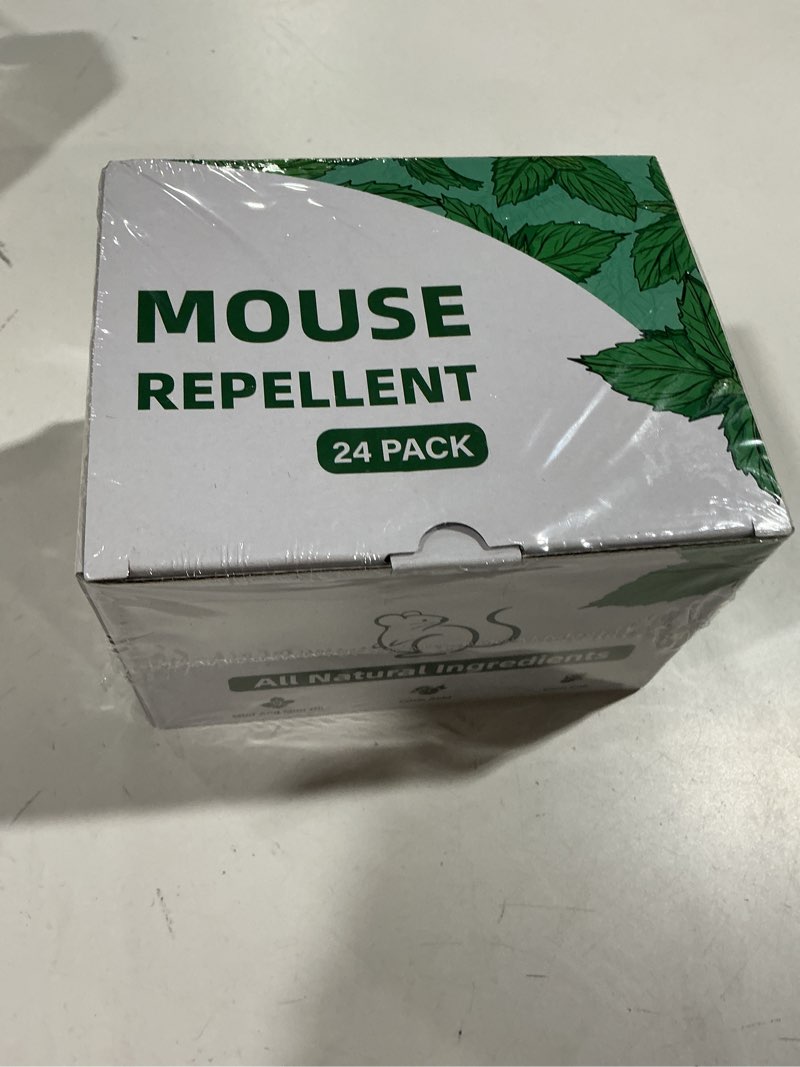 MOUSE
REPELLENT
24 PACK
All Natural Ingredients